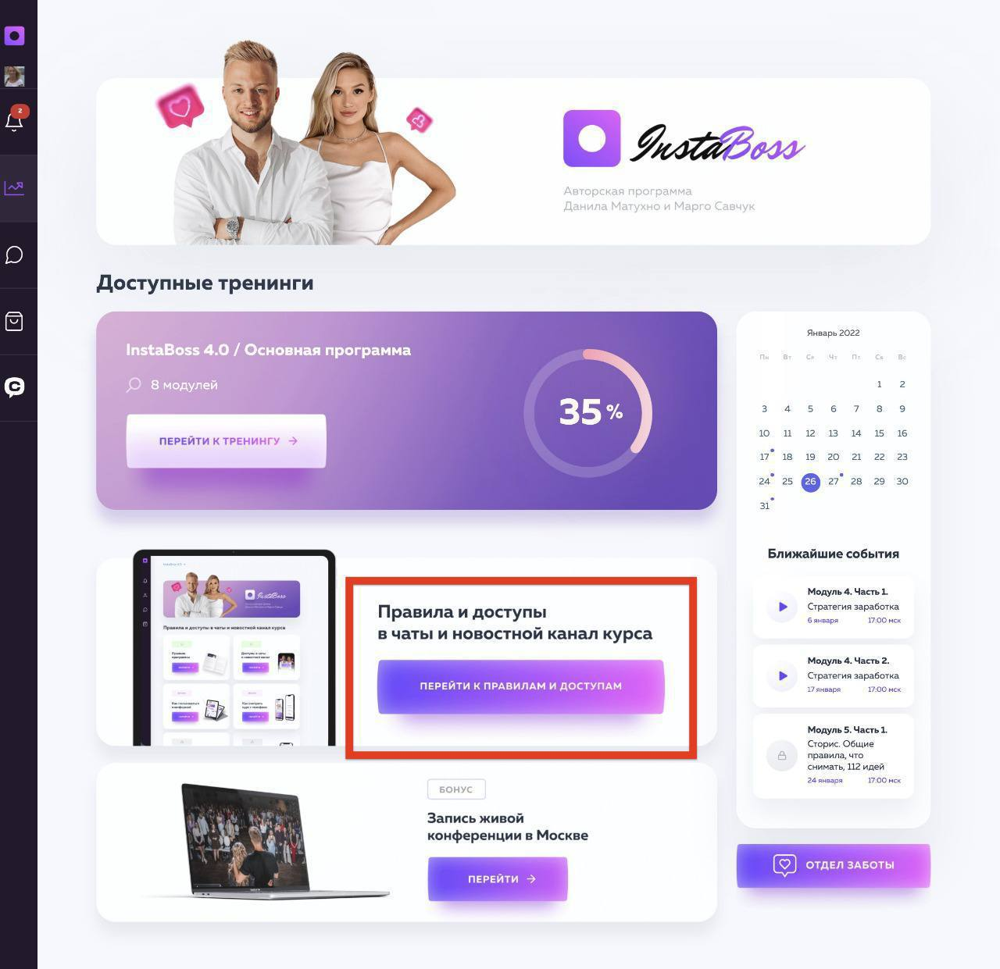 2
InstaBoss
Авторская программа
Данила Матухно и Марго Савчук
Доступные тренинги
InstaBoss 4.0 / Основная программа
8 модулей
ПЕРЕЙТИ К ТРЕНИНГУ →
35 %
Январь 2022
Пн Вт Ср Чт Пт Сб Вс
1 2
3 4 5 6 7 8 9
10 11 12 13 14 15 16
17 18 19 20 21 22 23
24 25 26 27 28 29 30
31
Ближайшие события
Модуль 4. Часть 1.
Стратегия заработка
6 января 17:00 мск
Модуль 4. Часть 2.
Стратегия заработка
17 января 17:00 мск
Модуль 5. Часть 1.
Сторис. Общие
правила, что
снимать, 112 идей
24 января 17:00 мск
ОТДЕЛ ЗАБОТЫ
InstaBoss
Правила и доступы в чаты и новостной канал курса
Правила и доступы
в чаты и новостной канал курса
ПЕРЕЙТИ К ПРАВИЛАМ И ДОСТУПАМ
БОНУС
Запись живой
конференции в Москве
ПЕРЕЙТИ →